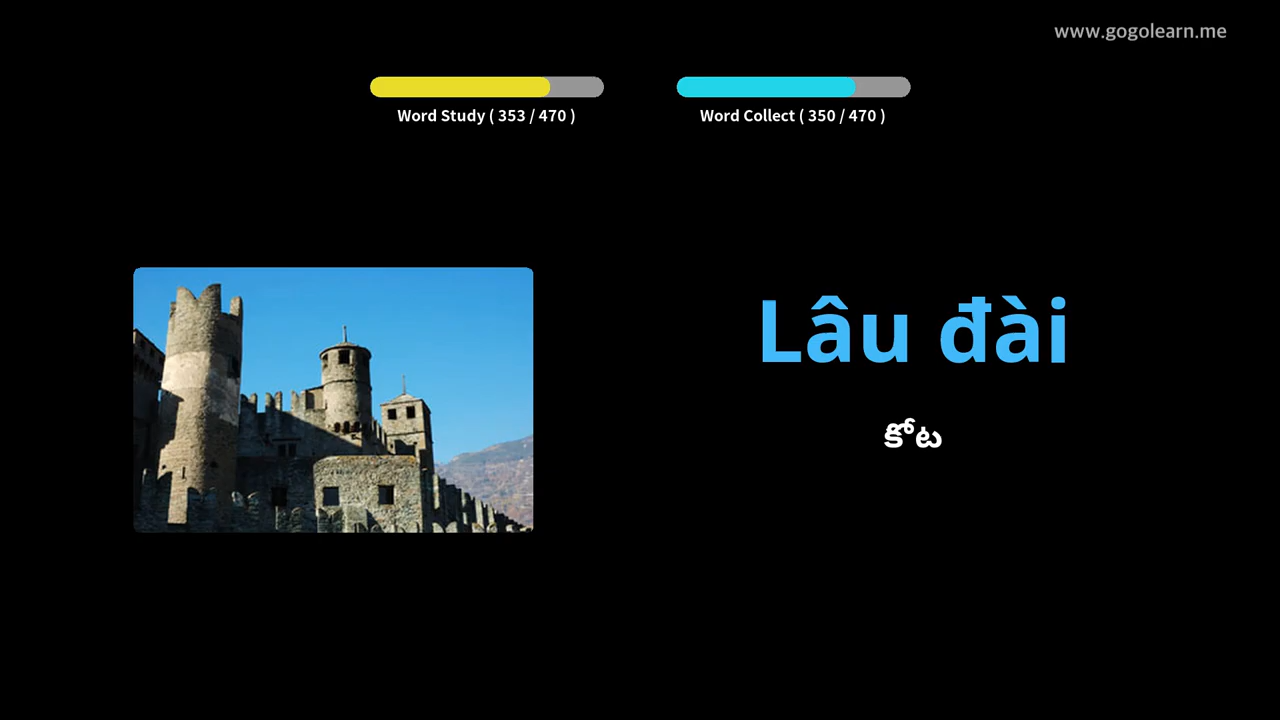 www.gogolearn.me
Word Study ( 353 / 470 )
Word Collect ( 350 / 470 )
Lâu đài
కోట